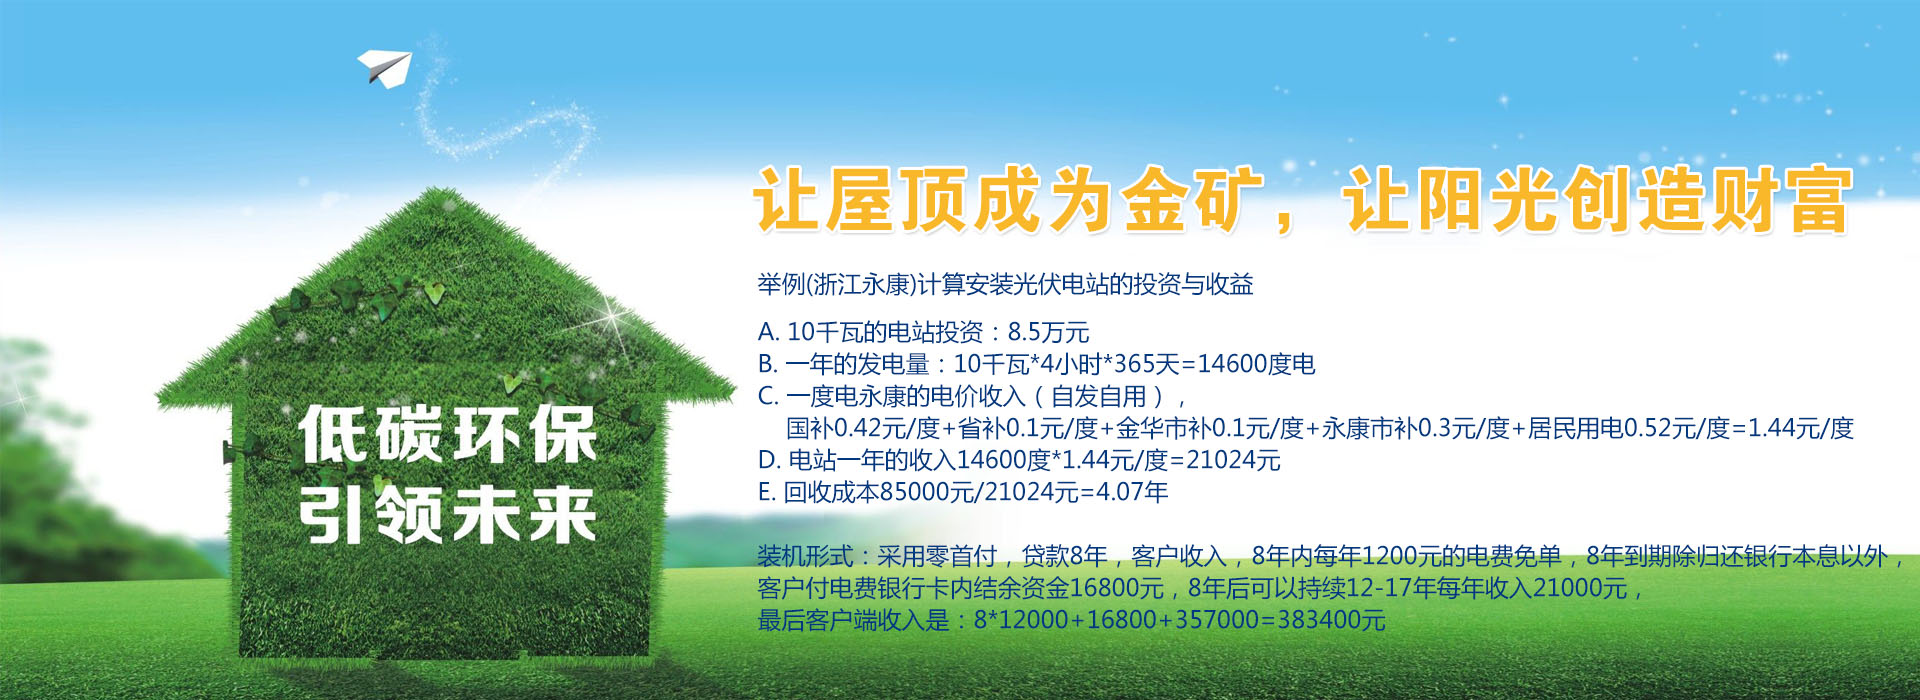 让屋顶成为金矿，让阳光创造财富
举例(浙江永康)计算安装光伏电站的投资与收益
A. 10千瓦的电站投资：8.5万元
B. 一年的发电量：10千瓦*4小时*365天=14600度电
C. 一度电永康的电价收入（自发自用），
国补0.42元/度+省补0.1元/度+金华市补0.1元/度+永康市补0.3元/度+居民用电0.52元/度=1.44元/度
D. 电站一年的收入14600度*1.44元/度=21024元
E. 回收成本85000元/21024元=4.07年
装机形式：采用零首付，贷款8年，客户收入，8年内每年1200元的电费免单，8年到期除归还银行本息以外，
客户付电费银行卡内结余资金16800元，8年后可以持续12-17年每年收入21000元，
最后客户端收入是：8*12000+16800+357000=383400元
低碳环保
引领未来